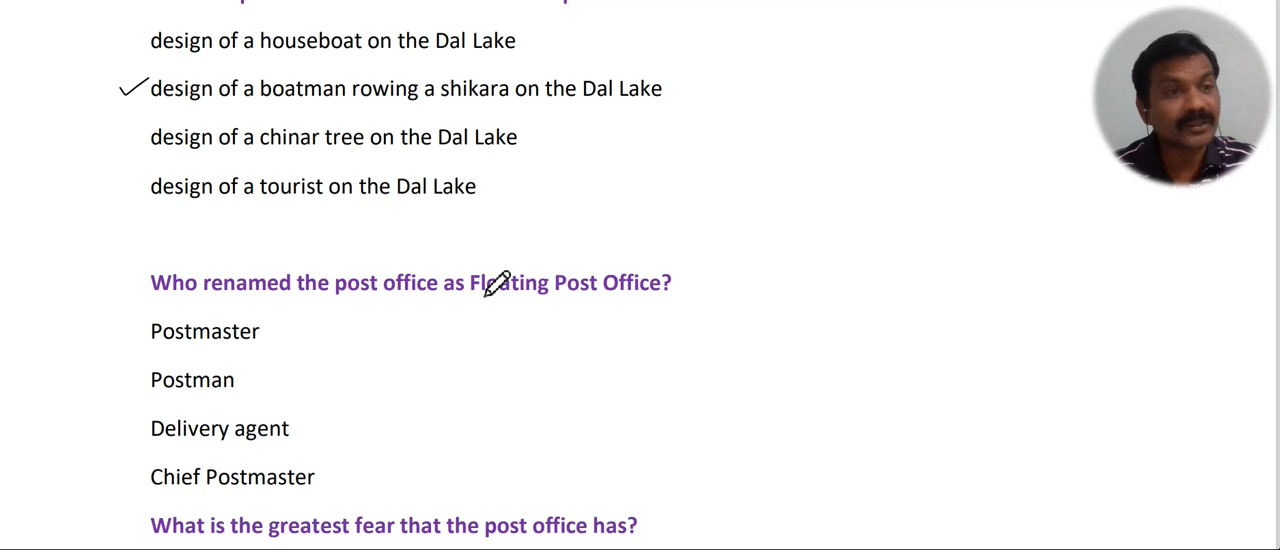 design of a houseboat on the Dal Lake
design of a boatman rowing a shikara on the Dal Lake
design of a chinar tree on the Dal Lake
design of a tourist on the Dal Lake
Who renamed the post office as Floating Post Office?
Postmaster
Postman
Delivery agent
Chief Postmaster
What is the greatest fear that the post office has?